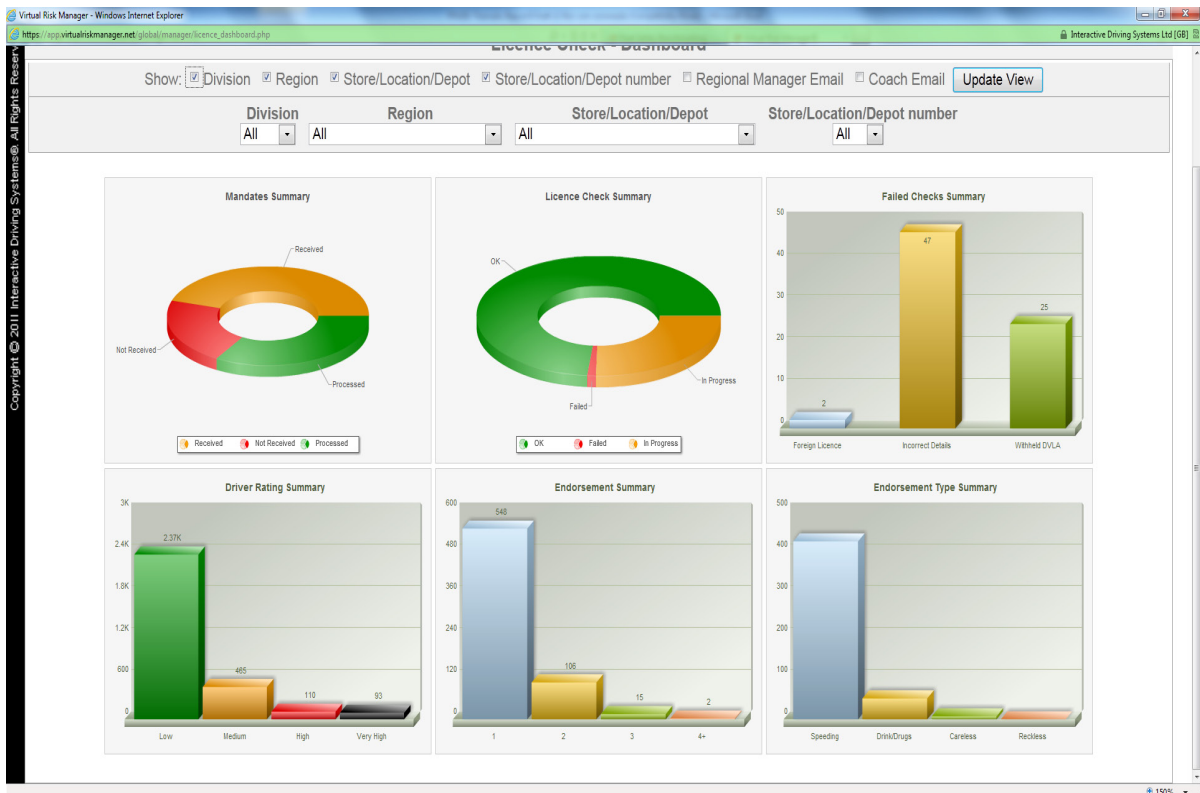 Virtual Risk Manager - Windows Internet Explorer
https://app.virtualriskmanager.net/global/manager/licence_dashboard.php
Interactive Driving Systems Ltd [GB]
Licence Check - Dashboard
Show: Division Region Store/Location/Depot Store/Location/Depot number Regional Manager Email Coach Email Update View
Division Region Store/Location/Depot Store/Location/Depot number
All All All All
Copyright © 2011 Interactive Driving Systems®. All Rights Reserv
Mandates Summary
Received
Not Received
Processed
Received Not Received Processed
Licence Check Summary
OK
In Progress
Failed
OK Failed In Progress
Failed Checks Summary
50
40
30
20
10
0
2
47
25
Foreign Licence Incorrect Details Withheld DVLA
Driver Rating Summary
3K
2.4K
1.8K
1.2K
600
0
2.37K
465
110
93
Low Medium High Very High
Endorsement Summary
600
480
360
240
120
0
548
106
15
2
1 2 3 4+
Endorsement Type Summary
500
400
300
200
100
0
Speeding Drink/Drugs Careless Reckless
150%